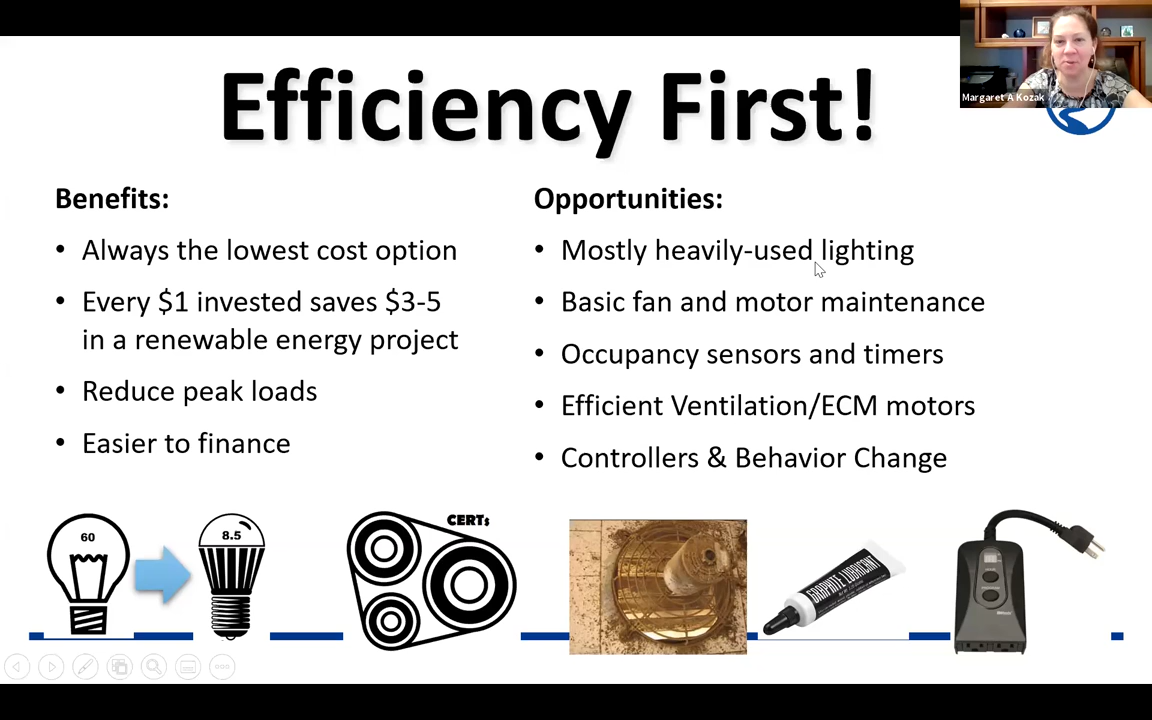 Margaret A Kozak
Efficiency First!
Benefits:
• Always the lowest cost option
• Every $1 invested saves $3-5
in a renewable energy project
• Reduce peak loads
• Easier to finance
Opportunities:
• Mostly heavily-used lighting
• Basic fan and motor maintenance
• Occupancy sensors and timers
• Efficient Ventilation/ECM motors
• Controllers & Behavior Change
60
8.5
CERTs
GRAPHITE LUBRICANT